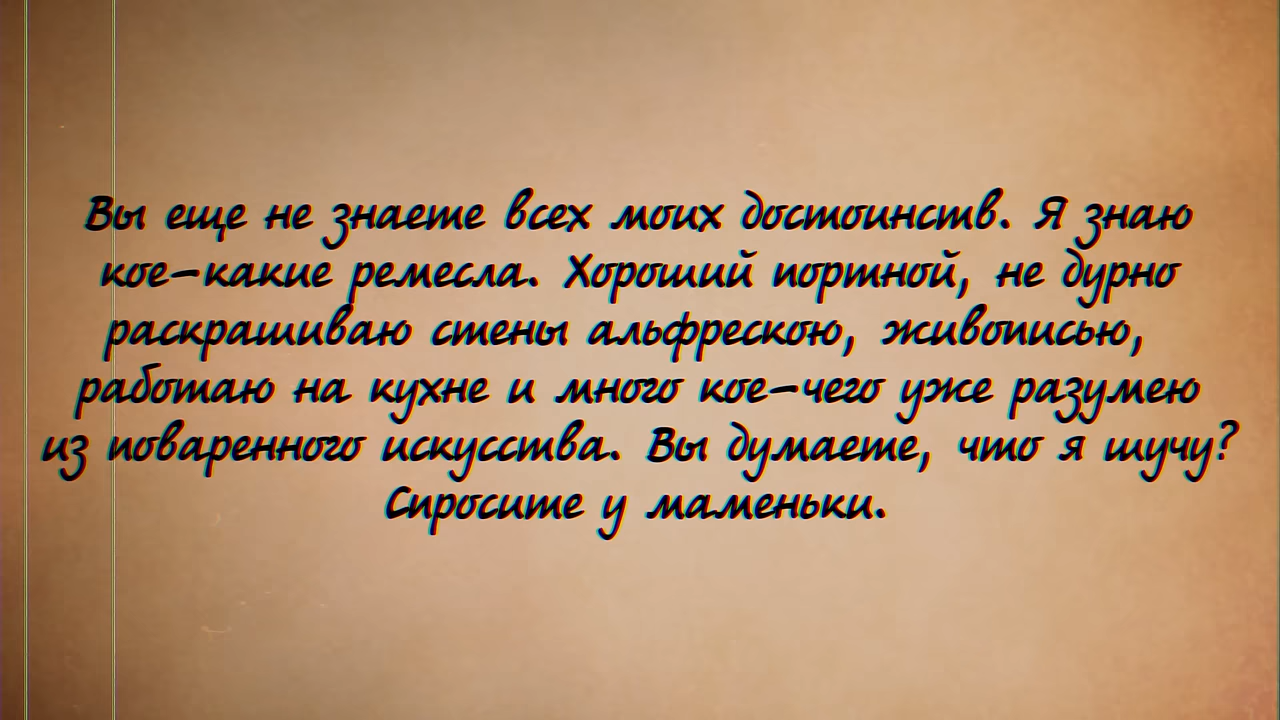 Вы еще не знаете всех моих достоинств. Я знаю
кое-какие ремесла. Хороший портной, не дурно
раскрашиваю стены альфрескою, живописью,
работаю на кухне и много кое-чего уже разумею
из поваренного искусства. Вы думаете, что я шучу?
Спросите у маменьки.